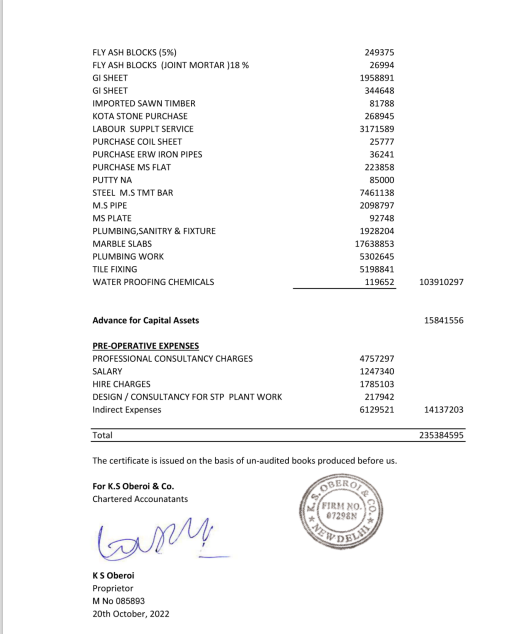 FLY ASH BLOCKS (5%) 249375
FLY ASH BLOCKS (JOINT MORTAR )18 % 26994
GI SHEET 1958891
GI SHEET 344648
IMPORTED SAWN TIMBER 81788
KOTA STONE PURCHASE 268945
LABOUR SUPPLT SERVICE 3171589
PURCHASE COIL SHEET 25777
PURCHASE ERW IRON PIPES 36241
PURCHASE MS FLAT 223858
PUTTY NA 85000
STEEL M.S TMT BAR 7461138
M.S PIPE 2098797
MS PLATE 92748
PLUMBING,SANITRY & FIXTURE 1928204
MARBLE SLABS 17638853
PLUMBING WORK 5302645
TILE FIXING 5198841
WATER PROOFING CHEMICALS 119652 103910297
Advance for Capital Assets 15841556
PRE-OPERATIVE EXPENSES
PROFESSIONAL CONSULTANCY CHARGES 4757297
SALARY 1247340
HIRE CHARGES 1785103
DESIGN / CONSULTANCY FOR STP PLANT WORK 217942
Indirect Expenses 6129521 14137203
Total 235384595
The certificate is issued on the basis of un-audited books produced before us.
For K.S Oberoi & Co.
Chartered Accounatants
K. S. OBEROI & CO.
FIRM NO.
07298N
NEW DELHI
K S Oberoi
Proprietor
M No 085893
20th October, 2022